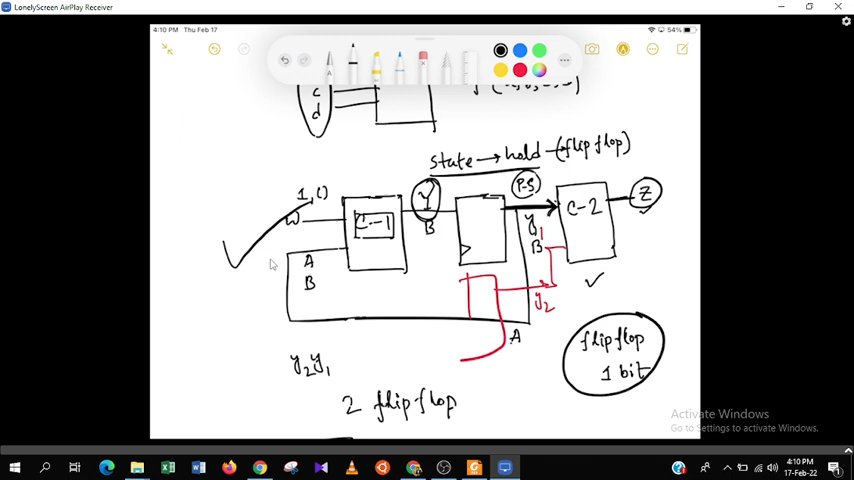 LonelyScreen AirPlay Receiver
4:10 PM Thu Feb 17
54%
A
c
d
state → hold → (flip flop)
1, 0
Y
P-S
w
C-1
C-2
Z
B
y1
A
B
B
y2
A
y2y1
flip flop
1 bit
2 flip flop
Activate Windows
Go to Settings to activate Windows.
4:10 PM
17-Feb-22